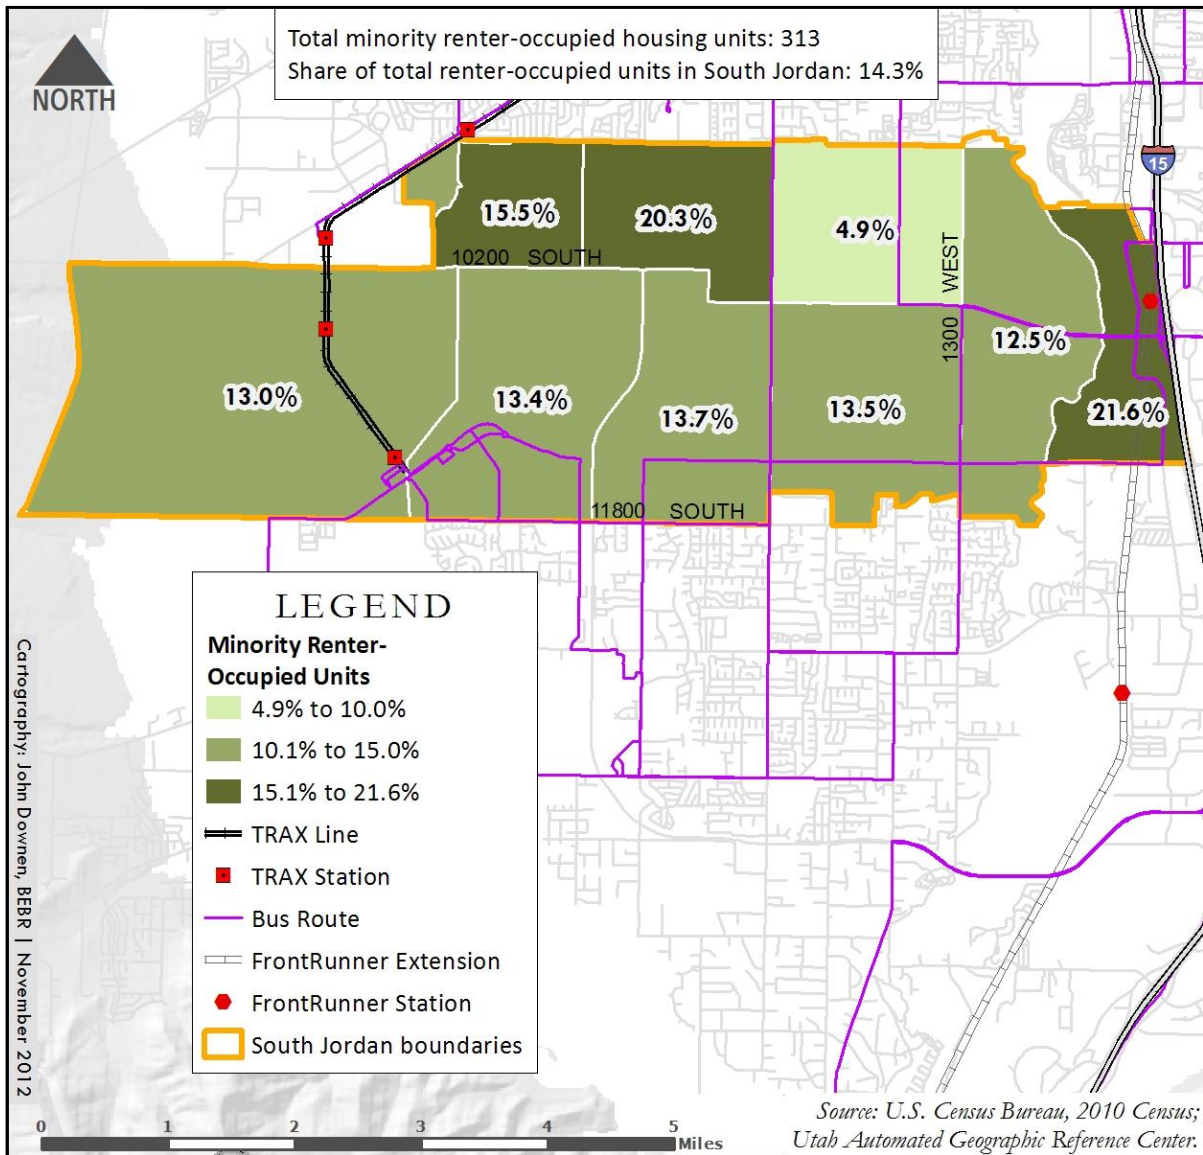 Total minority renter-occupied housing units: 313
Share of total renter-occupied units in South Jordan: 14.3%
NORTH
15
15.5%
20.3%
4.9%
10200 SOUTH
1300 WEST
12.5%
13.0%
13.4%
13.7%
13.5%
21.6%
11800 SOUTH
LEGEND
Minority Renter-
Occupied Units
4.9% to 10.0%
10.1% to 15.0%
15.1% to 21.6%
TRAX Line
TRAX Station
Bus Route
FrontRunner Extension
FrontRunner Station
South Jordan boundaries
Cartography: John Downen, BEBR | November 2012
0 1 2 3 4 5
Miles
Source: U.S. Census Bureau, 2010 Census;
Utah Automated Geographic Reference Center.